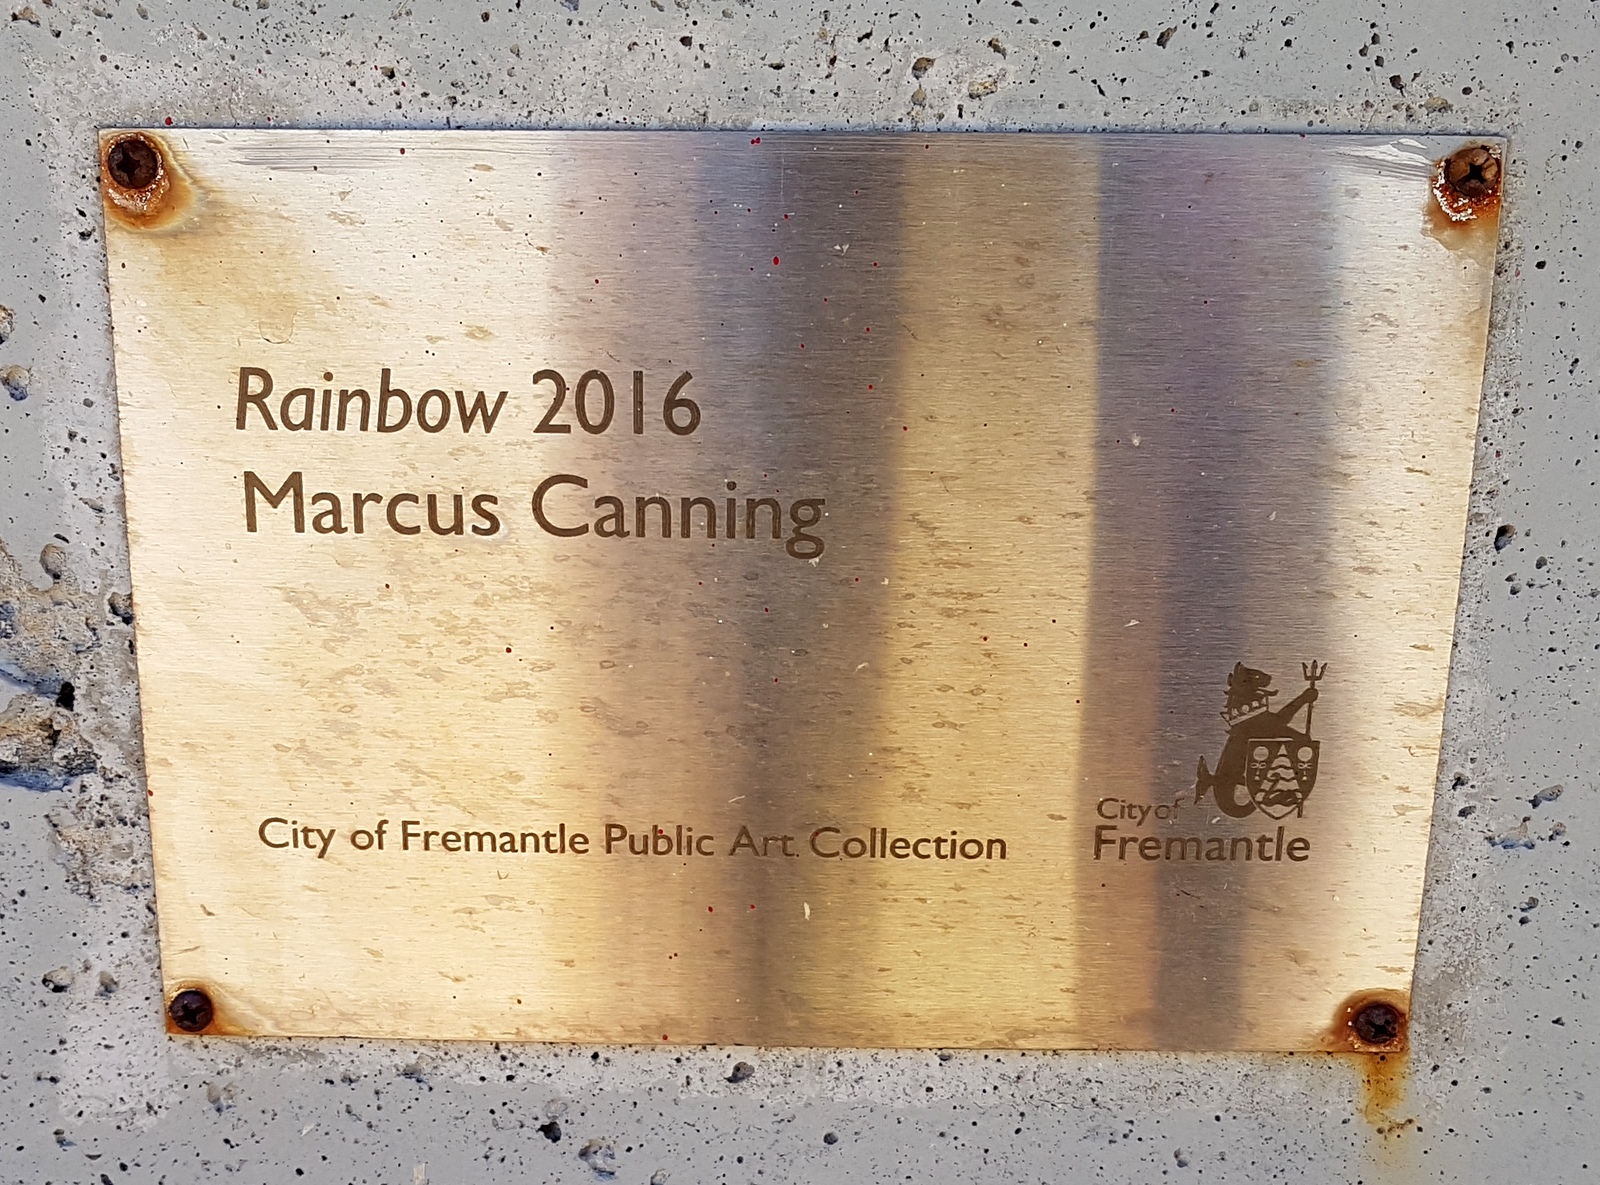 Rainbow 2016
Marcus Canning
City of Fremantle Public Art Collection
City of
Fremantle